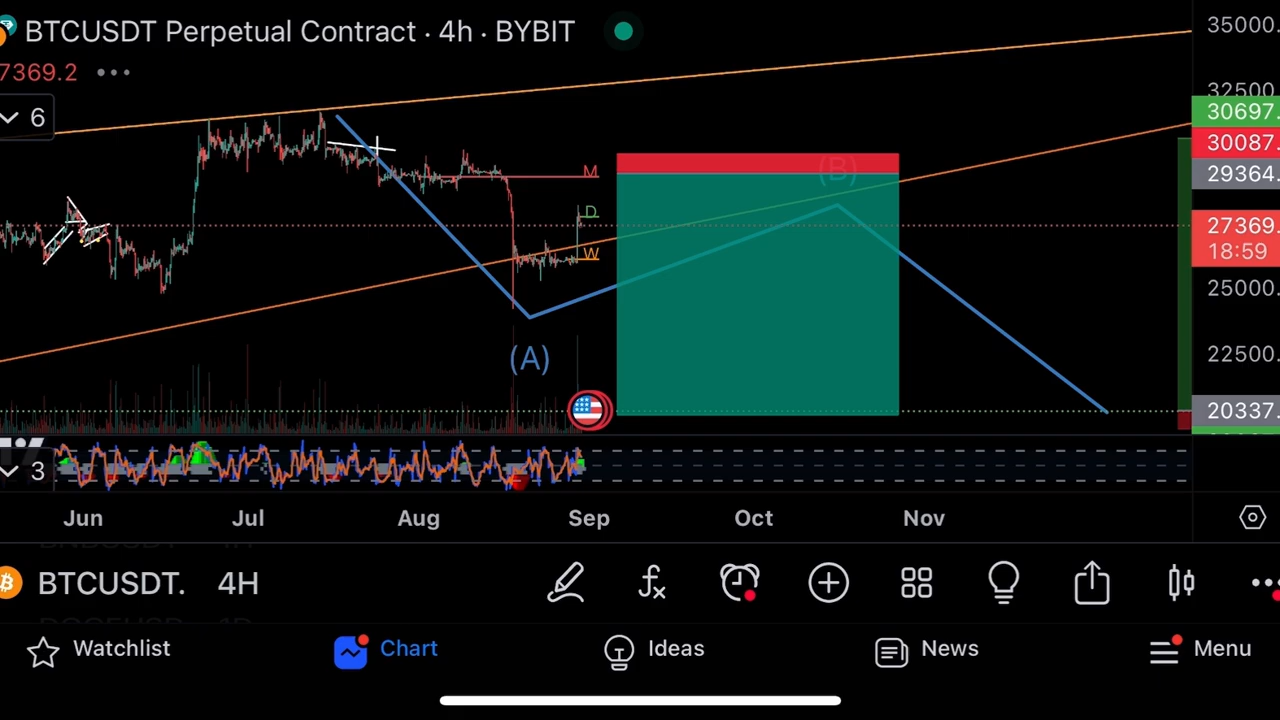 BTCUSDT Perpetual Contract · 4h · BYBIT
35000.
7369.2 •••
32500.
6
30697.
30087.
(B)
M
29364.
D
27369.
18:59
W
25000.
(A)
22500.
20337.
3
Jun Jul Aug Sep Oct Nov
BTCUSDT. 4H
Watchlist Chart Ideas News Menu